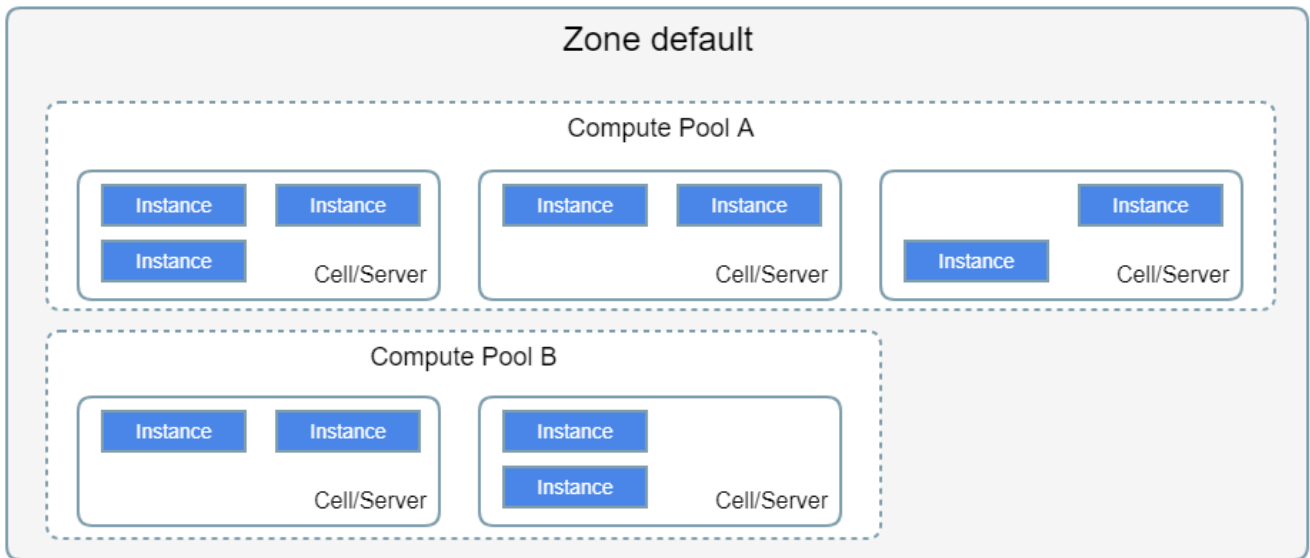 Zone default
Compute Pool A
Instance Instance Instance Instance Instance
Instance Instance
Cell/Server Cell/Server Cell/Server
Compute Pool B
Instance Instance Instance
Instance
Cell/Server Cell/Server